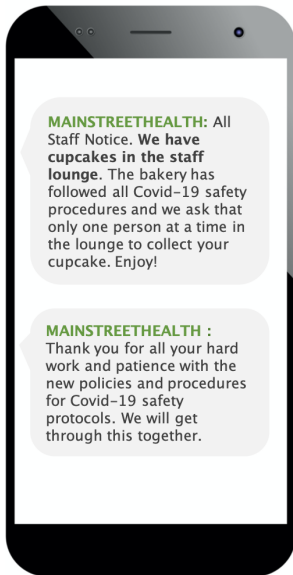 MAINSTREETHEALTH: All
Staff Notice. We have
cupcakes in the staff
lounge. The bakery has
followed all Covid-19 safety
procedures and we ask that
only one person at a time in
the lounge to collect your
cupcake. Enjoy!
MAINSTREETHEALTH :
Thank you for all your hard
work and patience with the
new policies and procedures
for Covid-19 safety
protocols. We will get
through this together.